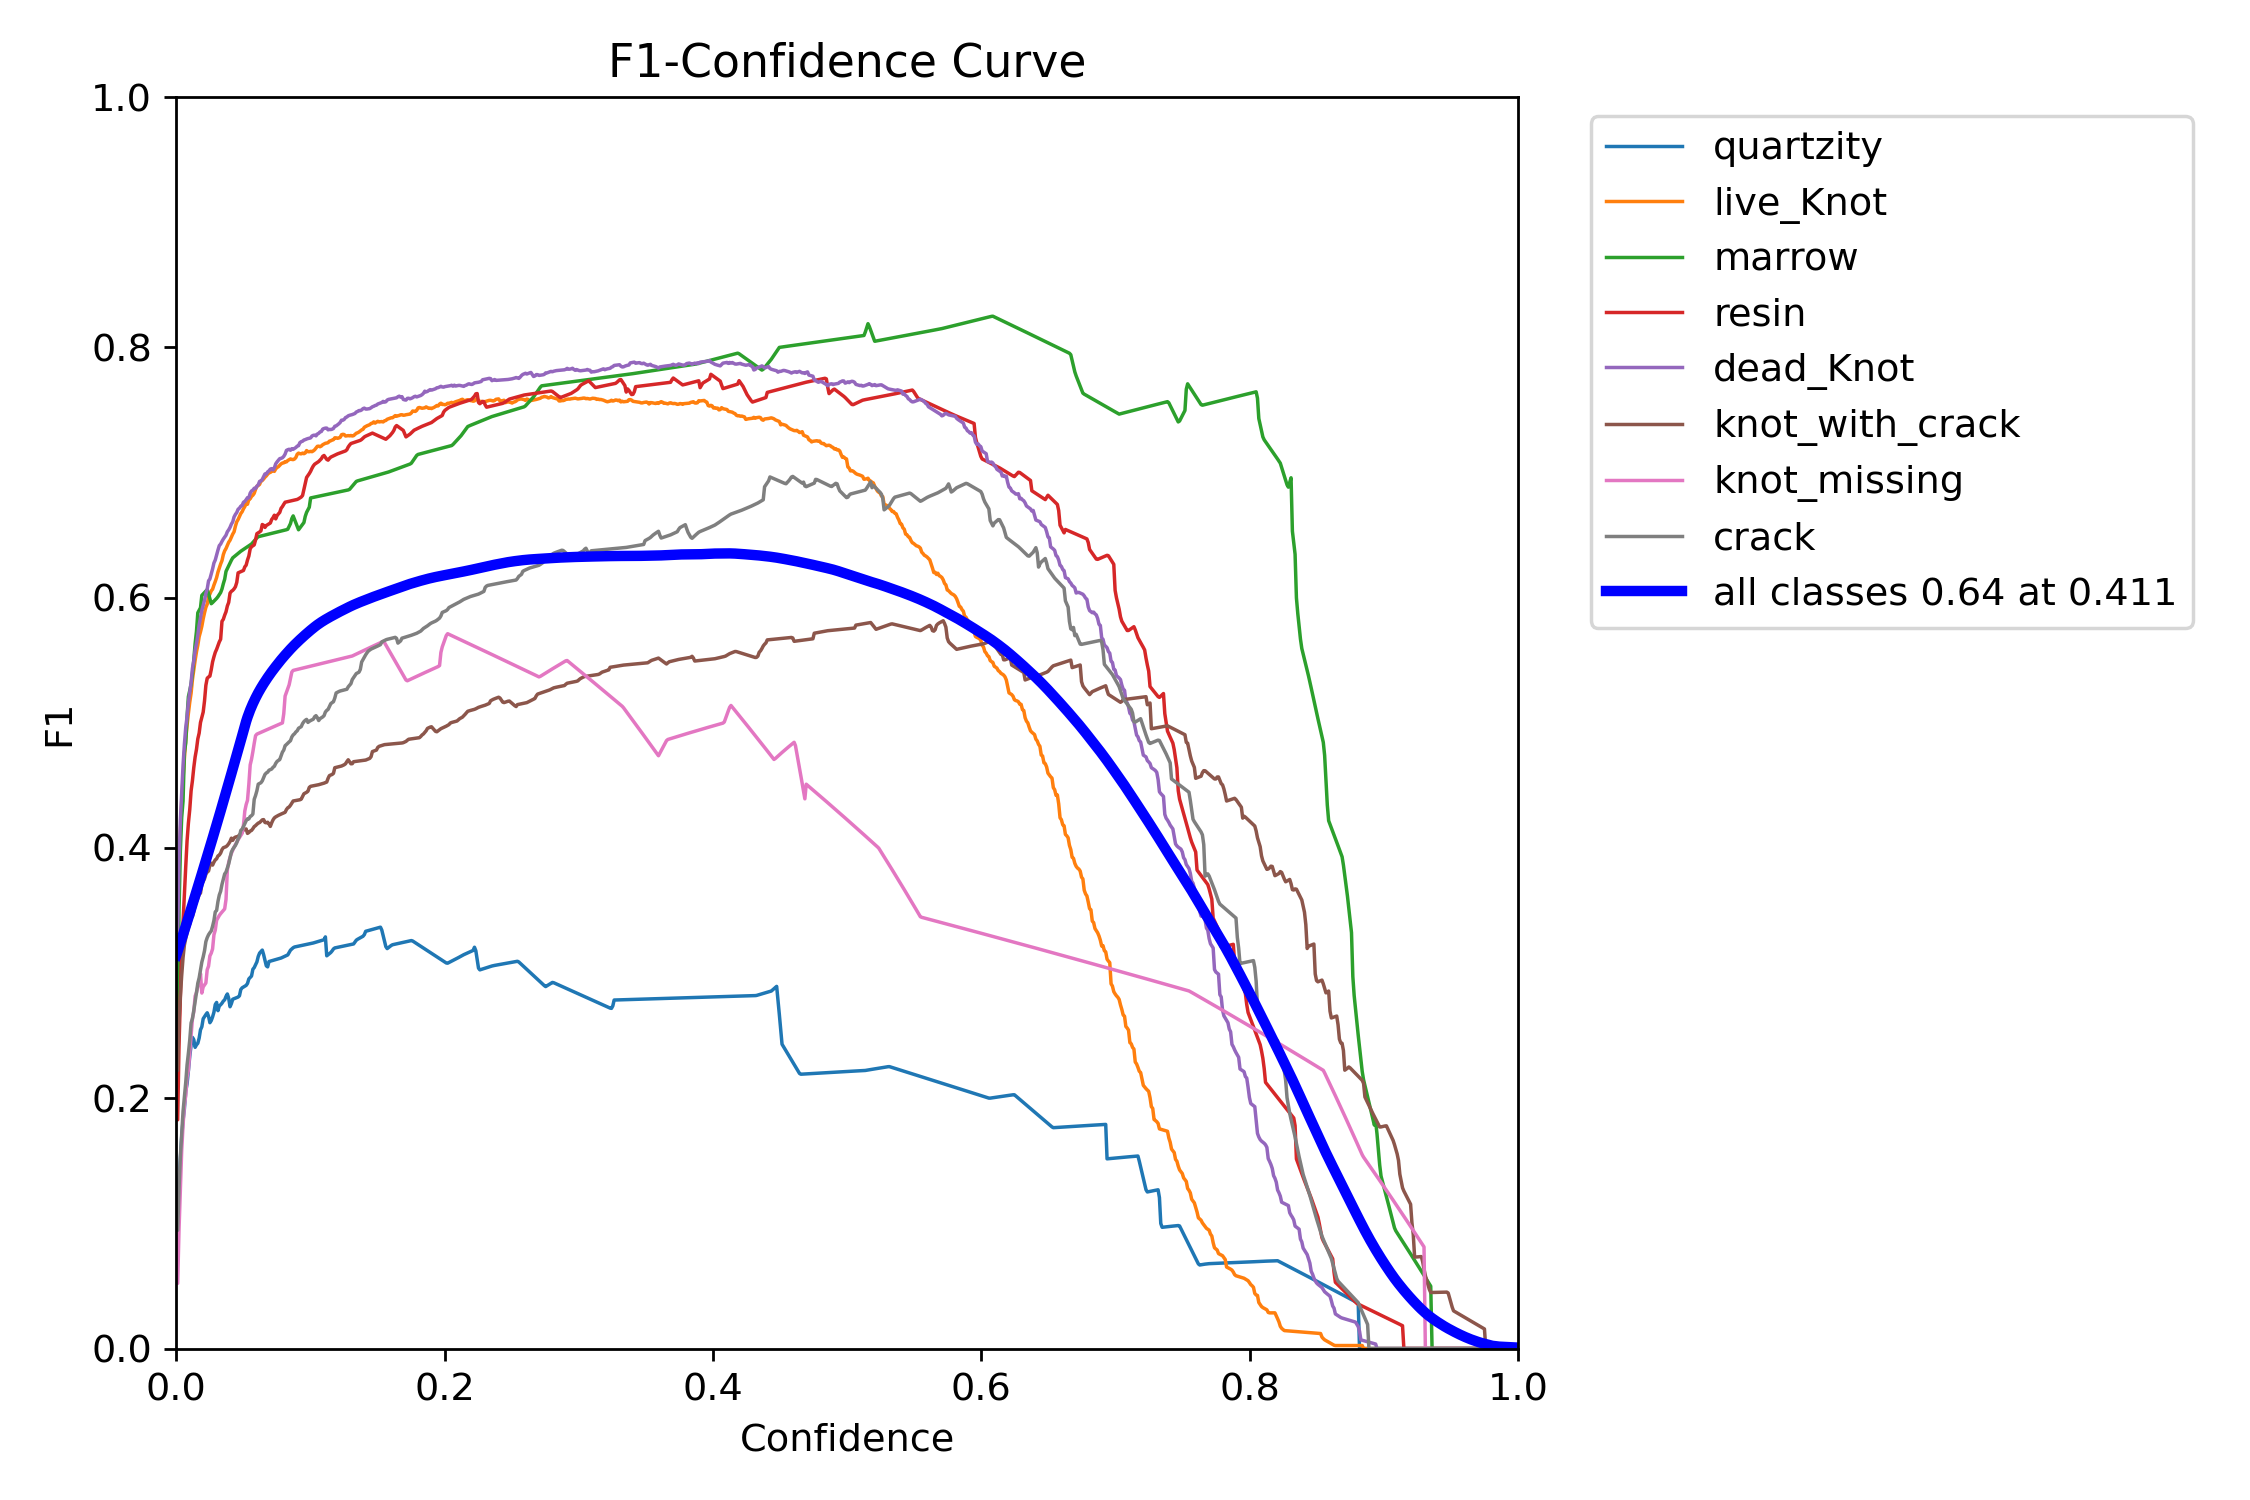 F1-Confidence Curve
1.0
0.8
0.6
0.4
0.2
0.0
F1
0.0 0.2 0.4 0.6 0.8 1.0
Confidence
quartzity
live_Knot
marrow
resin
dead_Knot
knot_with_crack
knot_missing
crack
all classes 0.64 at 0.411